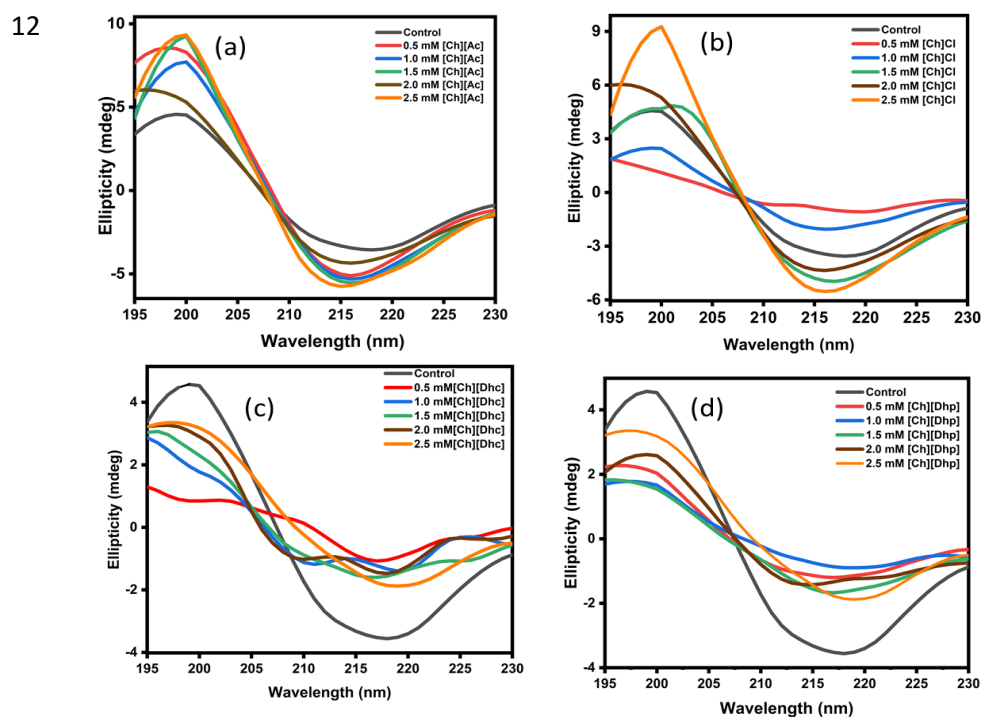 12
(a)
Control
0.5 mM [Ch][Ac]
1.0 mM [Ch][Ac]
1.5 mM [Ch][Ac]
2.0 mM [Ch][Ac]
2.5 mM [Ch][Ac]
Ellipticity (mdeg)
10
5
0
-5
195 200 205 210 215 220 225 230
Wavelength (nm)
(b)
Control
0.5 mM [Ch]Cl
1.0 mM [Ch]Cl
1.5 mM [Ch]Cl
2.0 mM [Ch]Cl
2.5 mM [Ch]Cl
Ellipticity (mdeg)
9
6
3
0
-3
-6
195 200 205 210 215 220 225 230
Wavelength (nm)
(c)
Control
0.5 mM[Ch][Dhc]
1.0 mM[Ch][Dhc]
1.5 mM[Ch][Dhc]
2.0 mM[Ch][Dhc]
2.5 mM[Ch][Dhc]
Ellipticity (mdeg)
4
2
0
-2
-4
195 200 205 210 215 220 225 230
Wavelength (nm)
(d)
Control
0.5 mM [Ch][Dhp]
1.0 mM [Ch][Dhp]
1.5 mM [Ch][Dhp]
2.0 mM [Ch][Dhp]
2.5 mM [Ch][Dhp]
Ellipticity (mdeg)
4
2
0
-2
-4
195 200 205 210 215 220 225 230
Wavelength (nm)